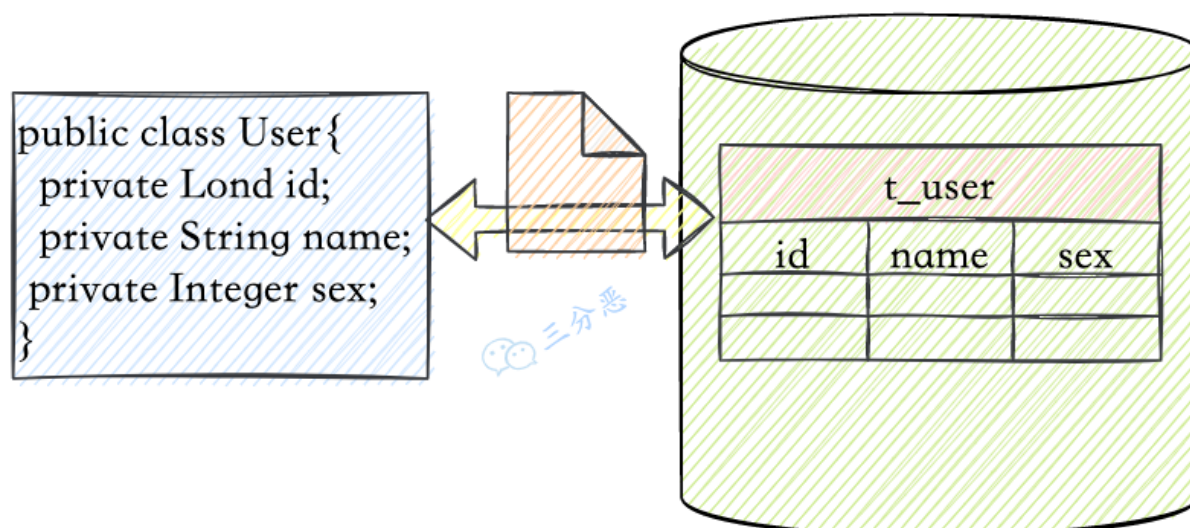 public class User{
private Lond id;
private String name;
private Integer sex;
}
三分恶
t_user
id name sex